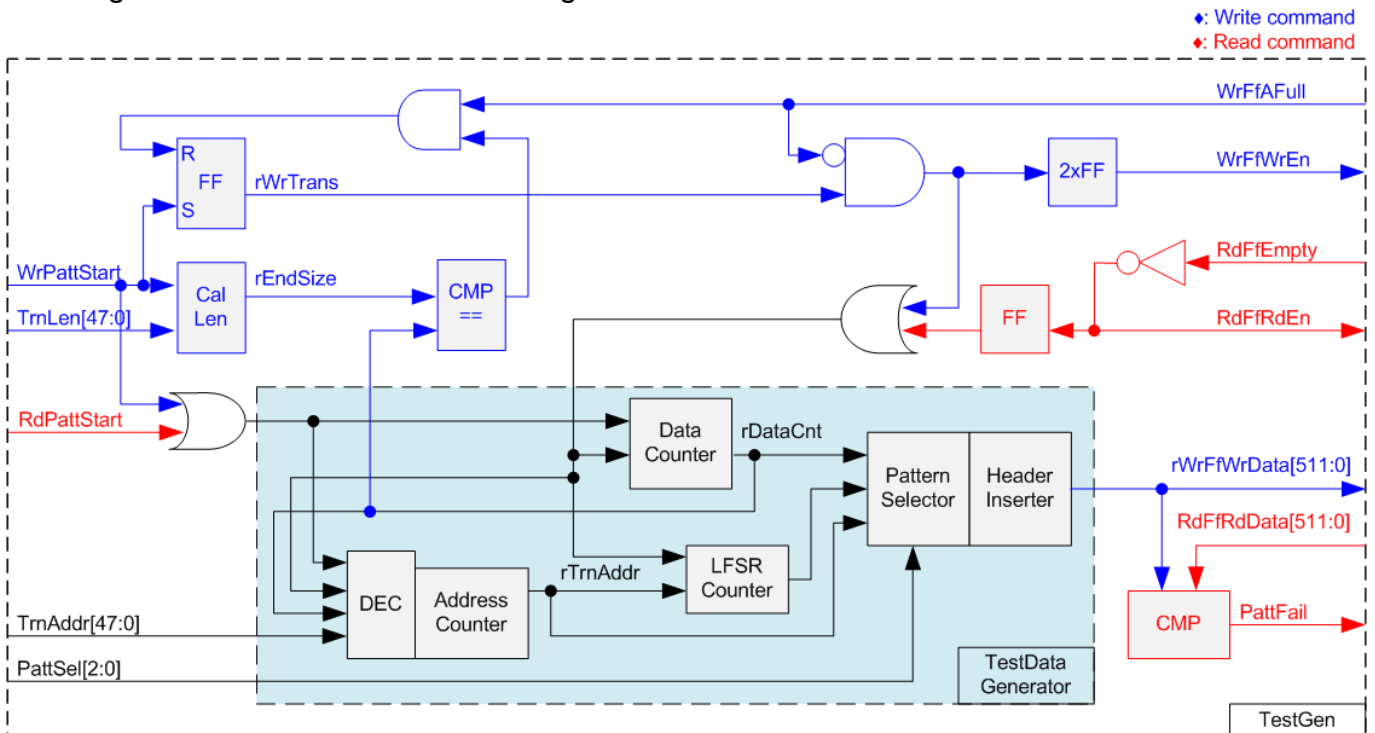 ♦: Write command
♦: Read command
WrFfAFull
R
FF
S
rWrTrans
2xFF
WrFfWrEn
WrPattStart
TrnLen[47:0]
Cal
Len
rEndSize
CMP
==
RdFfEmpty
FF
RdFfRdEn
RdPattStart
Data
Counter
rDataCnt
Pattern
Selector
Header
Inserter
rWrFfWrData[511:0]
RdFfRdData[511:0]
DEC
Address
Counter
rTrnAddr
LFSR
Counter
CMP
PattFail
TrnAddr[47:0]
PattSel[2:0]
TestData
Generator
TestGen